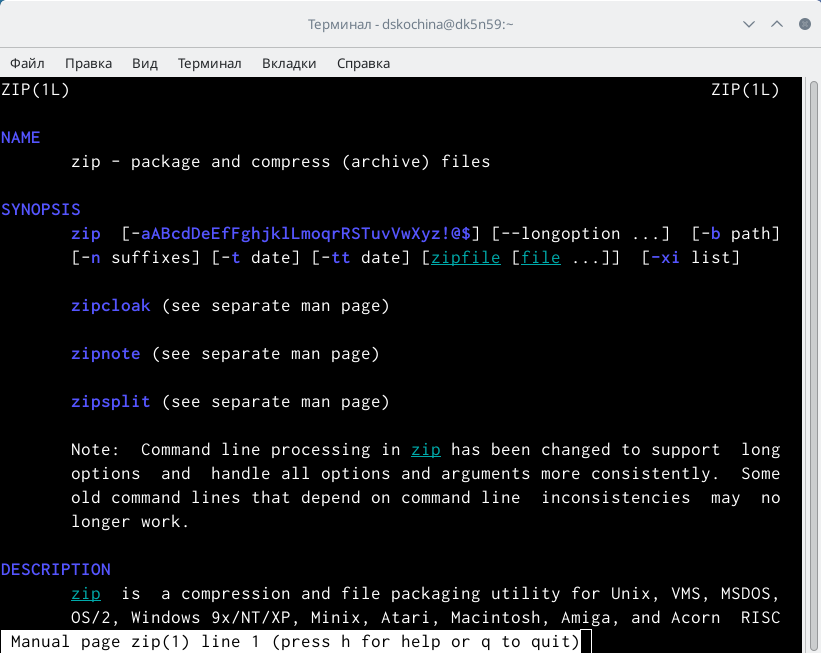 Терминал - dskochina@dk5n59:~
Файл Правка Вид Терминал Вкладки Справка
ZIP(1L) ZIP(1L)
NAME
zip - package and compress (archive) files
SYNOPSIS
zip [-aABcdDeEfFghjklLmoqrRSTuvVwXyz!@$] [--longoption ...] [-b path]
[-n suffixes] [-t date] [-tt date] [zipfile [file ...]] [-xi list]
zipcloak (see separate man page)
zipnote (see separate man page)
zipsplit (see separate man page)
Note: Command line processing in zip has been changed to support long
options and handle all options and arguments more consistently. Some
old command lines that depend on command line inconsistencies may no
longer work.
DESCRIPTION
zip is a compression and file packaging utility for Unix, VMS, MSDOS,
OS/2, Windows 9x/NT/XP, Minix, Atari, Macintosh, Amiga, and Acorn RISC
Manual page zip(1) line 1 (press h for help or q to quit)